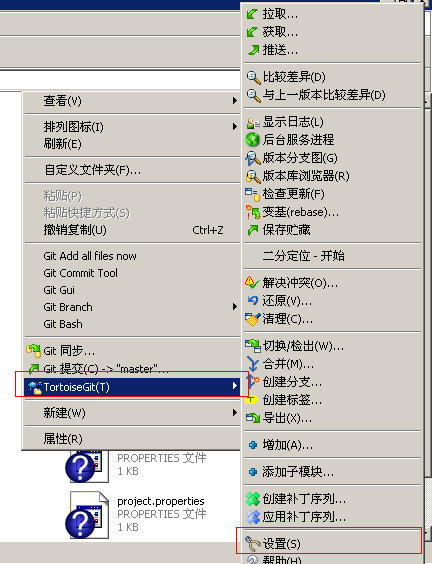 查看(V)
排列图标(I)
刷新(E)
自定义文件夹(F)...
粘贴(P)
粘贴快捷方式(S)
撤销复制(U) Ctrl+Z
Git Add all files now
Git Commit Tool
Git Gui
Git Branch
Git Bash
Git 同步...
Git 提交(C) -> "master"...
TortoiseGit(T)
新建(W)
属性(R)
PROPERTIES 文件
1 KB
project.properties
PROPERTIES 文件
1 KB
拉取...
获取...
推送...
比较差异(D)
与上一版本比较差异(D)
显示日志(L)
后台服务进程
版本分支图(G)
版本库浏览器(R)
检查更新(F)
变基(rebase)...
保存贮藏
二分定位 - 开始
解决冲突(O)...
还原(V)...
清理(C)...
切换/检出(W)...
合并(M)...
创建分支...
创建标签...
导出(X)...
增加(A)...
添加子模块...
创建补丁序列...
应用补丁序列...
设置(S)
帮助(H)